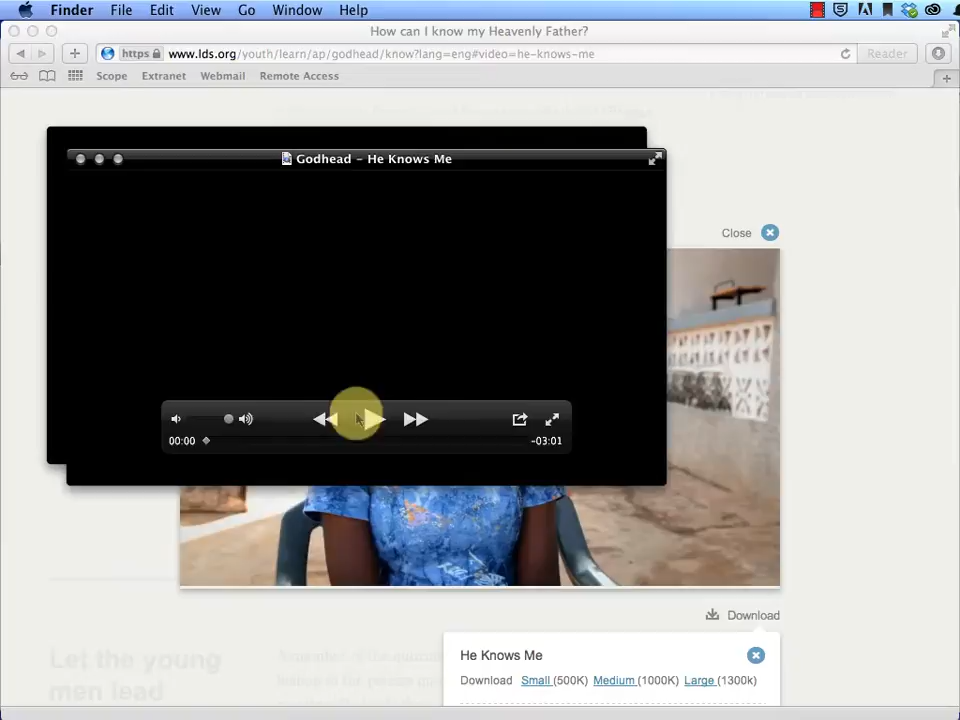 Finder File Edit View Go Window Help
How can I know my Heavenly Father?
https www.lds.org/youth/learn/ap/godhead/know?lang=eng#video=he-knows-me Reader
Scope Extranet Webmail Remote Access
Godhead – He Knows Me
Close
00:00 -03:01
Download
He Knows Me
Download Small (500K) Medium (1000K) Large (1300k)
Let the young
men lead